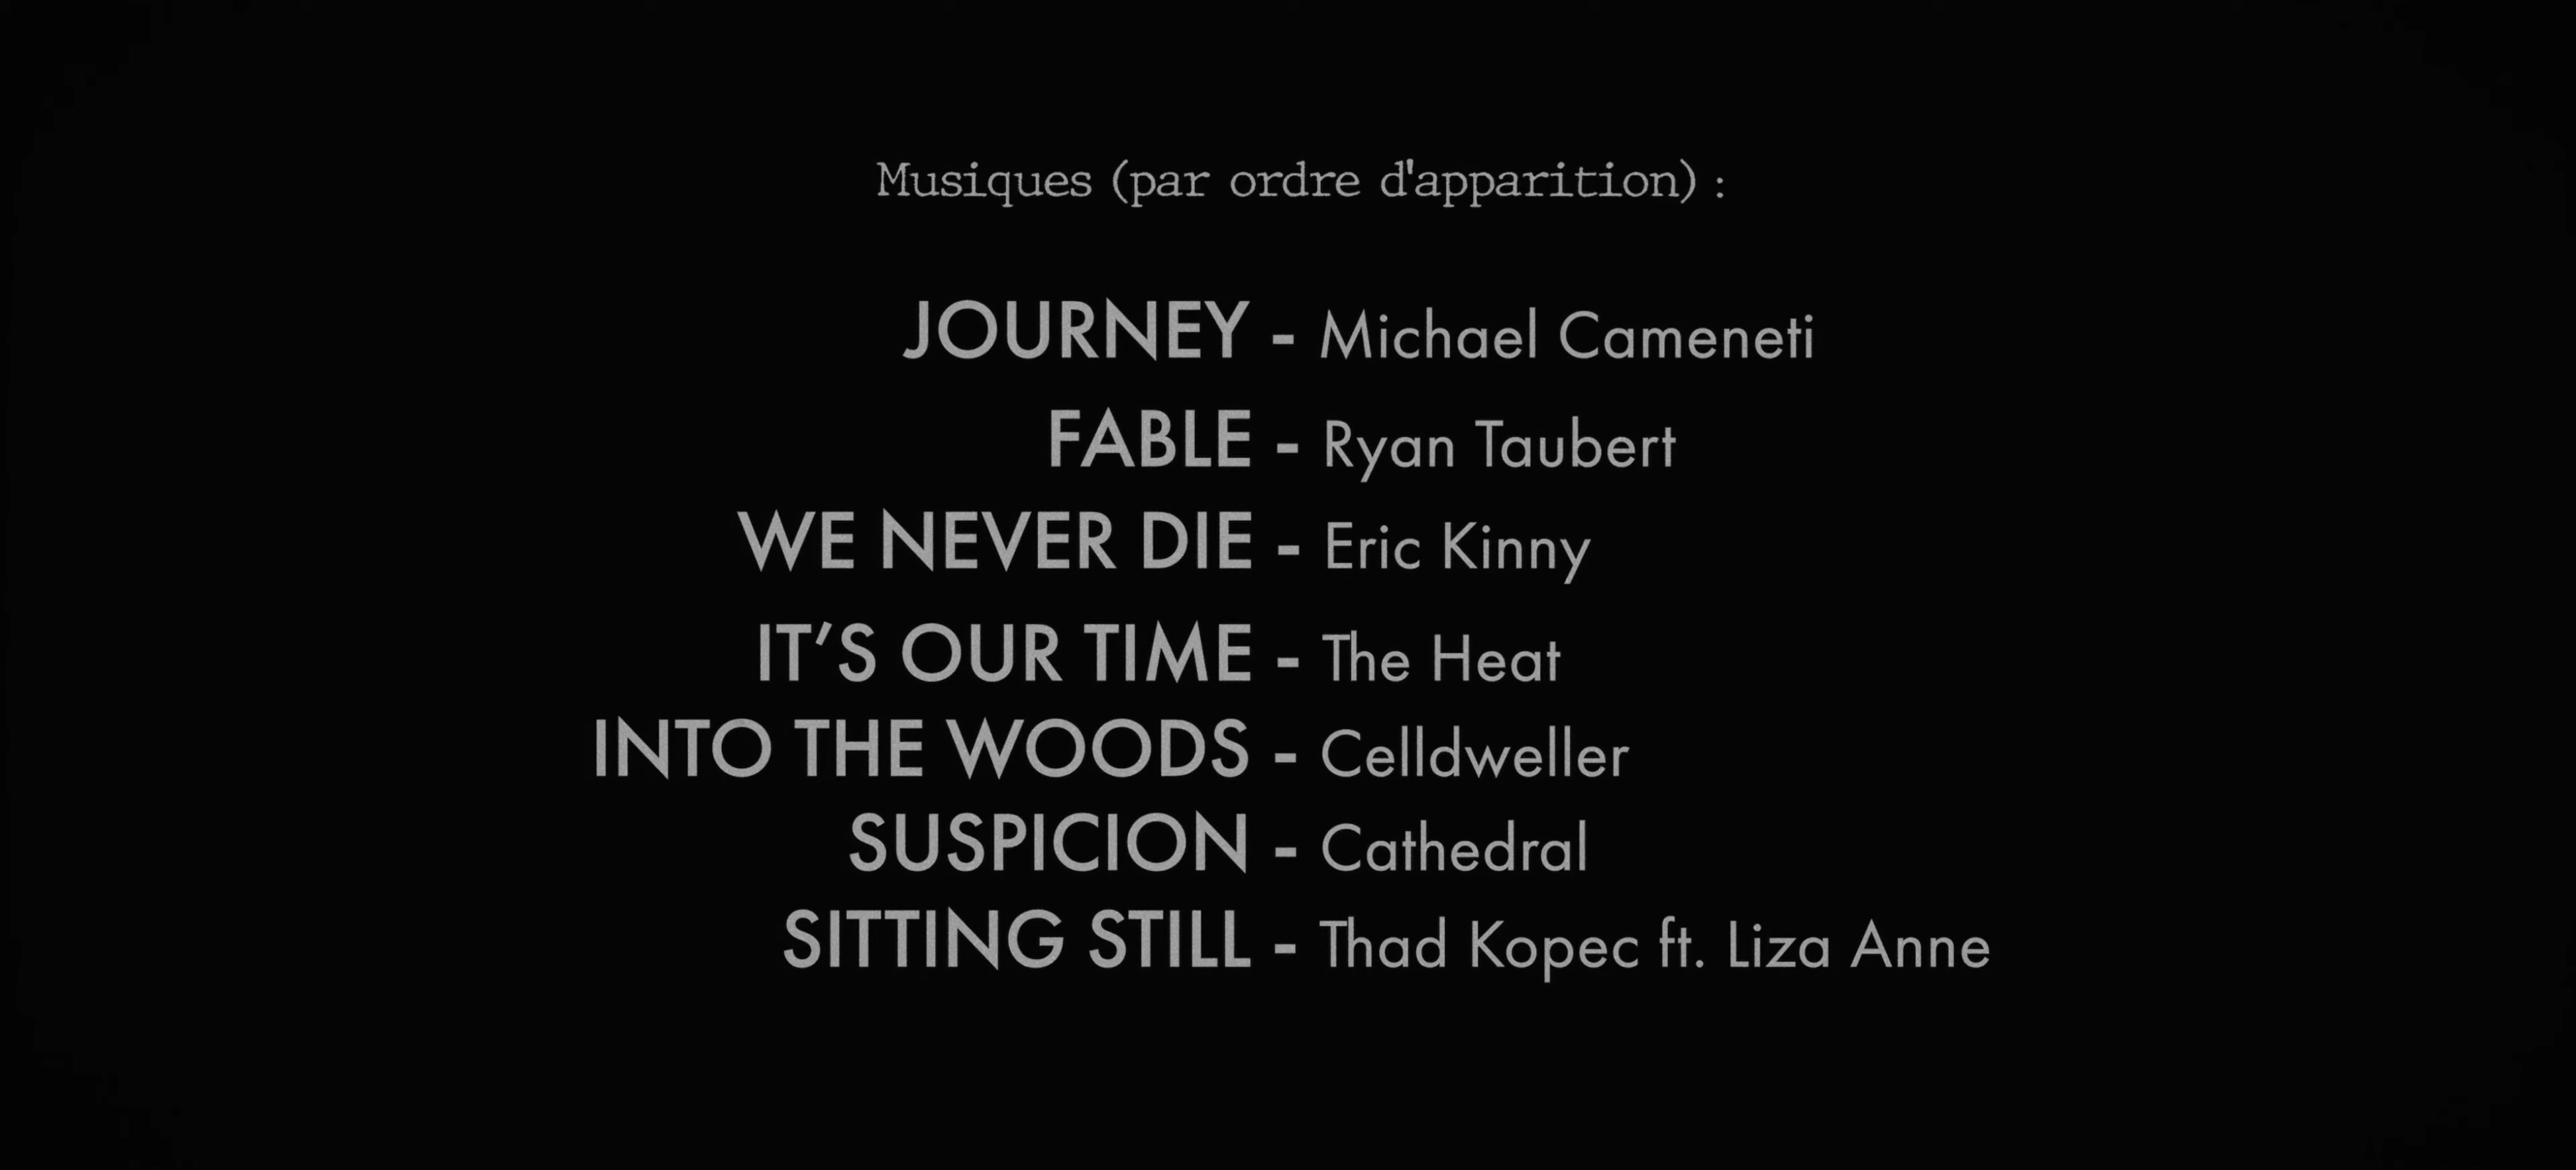 Musiques (par ordre d'apparition) :
JOURNEY - Michael Cameneti
FABLE - Ryan Taubert
WE NEVER DIE - Eric Kinny
IT’S OUR TIME - The Heat
INTO THE WOODS - Celldweller
SUSPICION - Cathedral
SITTING STILL - Thad Kopec ft. Liza Anne